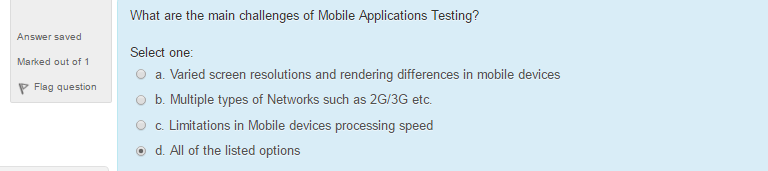 What are the main challenges of Mobile Applications Testing?
Answer saved
Marked out of 1
Flag question
Select one:
a. Varied screen resolutions and rendering differences in mobile devices
b. Multiple types of Networks such as 2G/3G etc.
c. Limitations in Mobile devices processing speed
d. All of the listed options